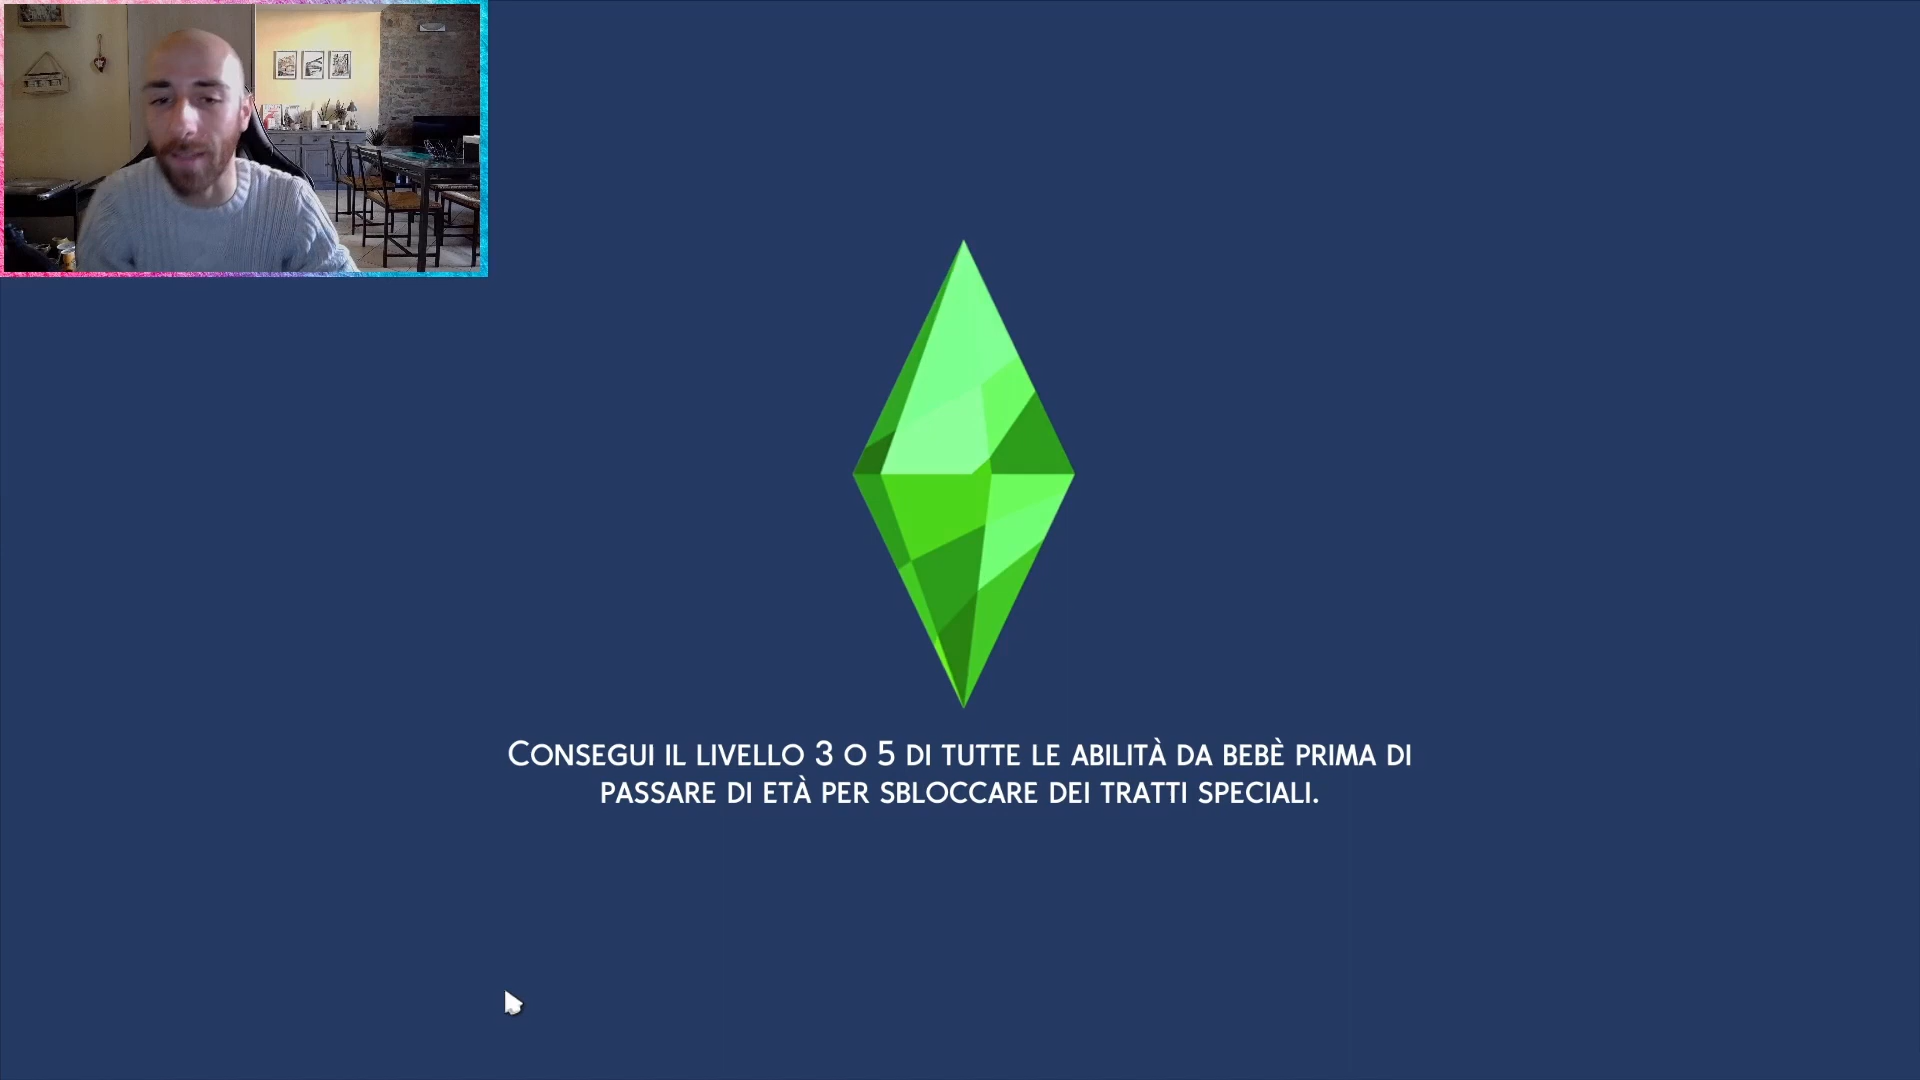 Consegui il livello 3 o 5 di tutte le abilità da bebè prima di
passare di età per sbloccare dei tratti speciali.